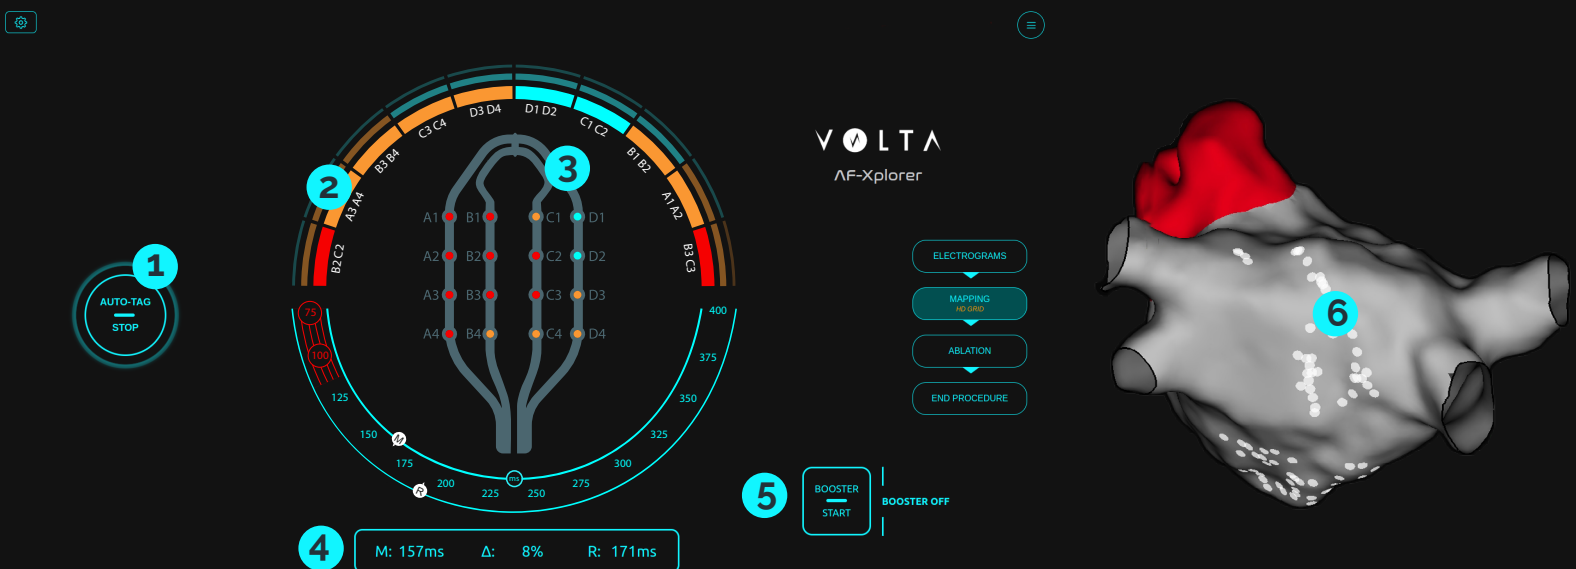 1
AUTO-TAG
STOP
2
B2 C2
A3 A4
B3 B4
C3 C4
D3 D4
D1 D2
C1 C2
B1 B2
A1 A2
B3 C3
3
A1 B1 C1 D1
A2 B2 C2 D2
A3 B3 C3 D3
A4 B4 C4 D4
75
100
125
150
175
200
225
250
275
300
325
350
375
400
M
R
ms
4
M: 157ms Δ: 8% R: 171ms
VOLTA
AF-Xplorer
ELECTROGRAMS
MAPPING
HD GRID
ABLATION
END PROCEDURE
5
BOOSTER
START
BOOSTER OFF
6